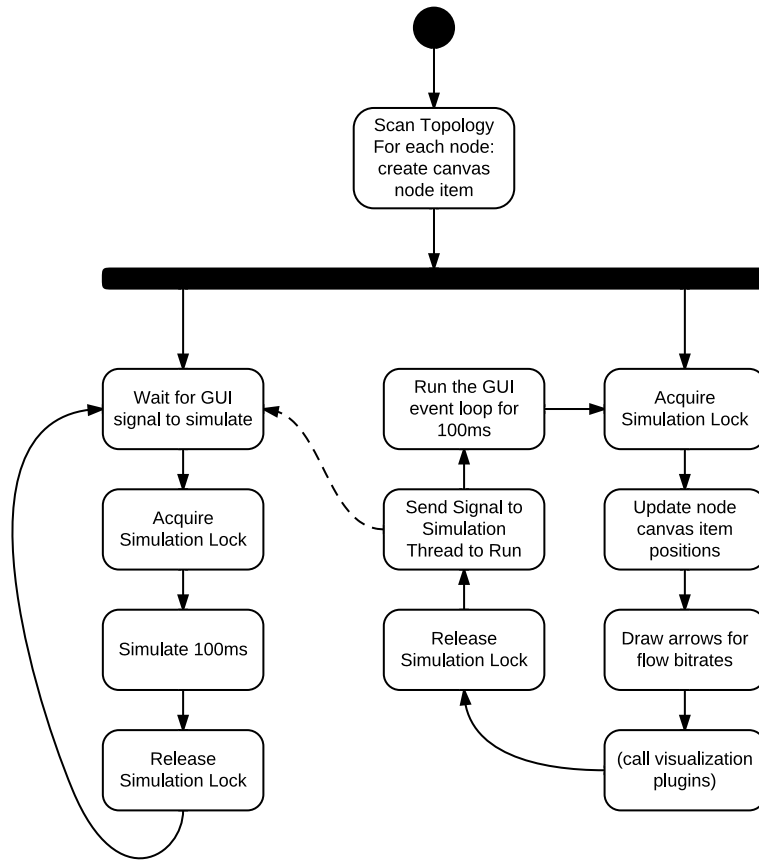 Scan Topology
For each node:
create canvas
node item
Wait for GUI
signal to simulate
Run the GUI
event loop for
100ms
Acquire
Simulation Lock
Acquire
Simulation Lock
Send Signal to
Simulation
Thread to Run
Update node
canvas item
positions
Simulate 100ms
Release
Simulation Lock
Draw arrows for
flow bitrates
Release
Simulation Lock
(call visualization
plugins)